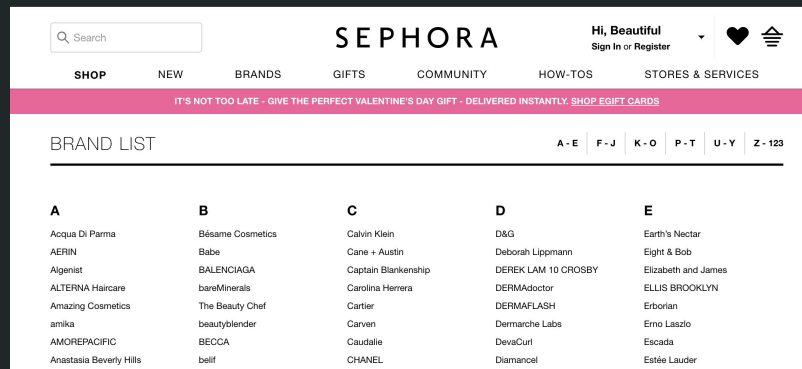 Search
SEPHORA
Hi, Beautiful
Sign In or Register
SHOP NEW BRANDS GIFTS COMMUNITY HOW-TOS STORES & SERVICES
IT'S NOT TOO LATE - GIVE THE PERFECT VALENTINE'S DAY GIFT - DELIVERED INSTANTLY. SHOP EGIFT CARDS
BRAND LIST
A - E F - J K - O P - T U - Y Z - 123
A B C D E
Acqua Di Parma Bésame Cosmetics Calvin Klein D&G Earth's Nectar
AERIN Babe Cane + Austin Deborah Lippmann Eight & Bob
Algenist BALENCIAGA Captain Blankenship DEREK LAM 10 CROSBY Elizabeth and James
ALTERNA Haircare bareMinerals Carolina Herrera DERMAdoctor ELLIS BROOKLYN
Amazing Cosmetics The Beauty Chef Cartier DERMAFLASH Erborian
amika beautyblender Carven Dermarche Labs Erno Laszlo
AMOREPACIFIC BECCA Caudalie DevaCurl Escada
Anastasia Beverly Hills belif CHANEL Diamancel Estée Lauder